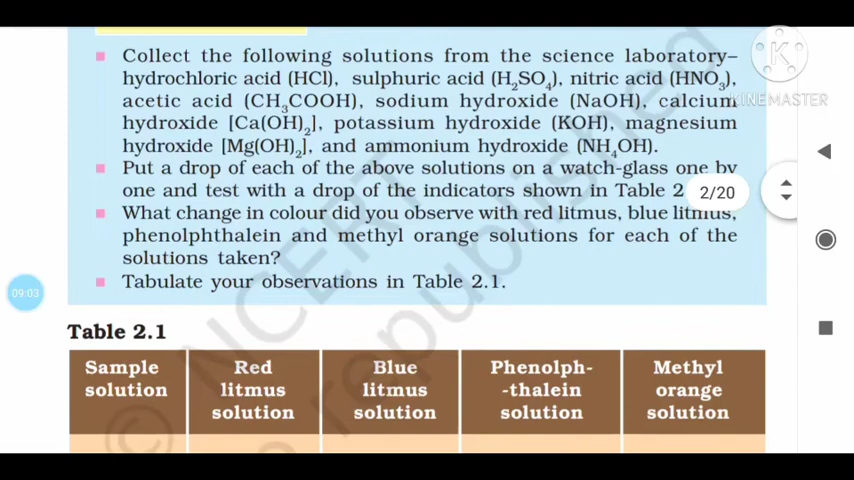 Collect the following solutions from the science laboratory–
hydrochloric acid (HCl), sulphuric acid (H₂SO₄), nitric acid (HNO₃),
acetic acid (CH₃COOH), sodium hydroxide (NaOH), calcium
hydroxide [Ca(OH)₂], potassium hydroxide (KOH), magnesium
hydroxide [Mg(OH)₂], and ammonium hydroxide (NH₄OH).
Put a drop of each of the above solutions on a watch-glass one by
one and test with a drop of the indicators shown in Table 2
What change in colour did you observe with red litmus, blue litmus,
phenolphthalein and methyl orange solutions for each of the
solutions taken?
Tabulate your observations in Table 2.1.
Table 2.1
Sample solution
Red litmus solution
Blue litmus solution
Phenolph- -thalein solution
Methyl orange solution
2/20
09:03
K
KINEMASTER
© NCERT
republished